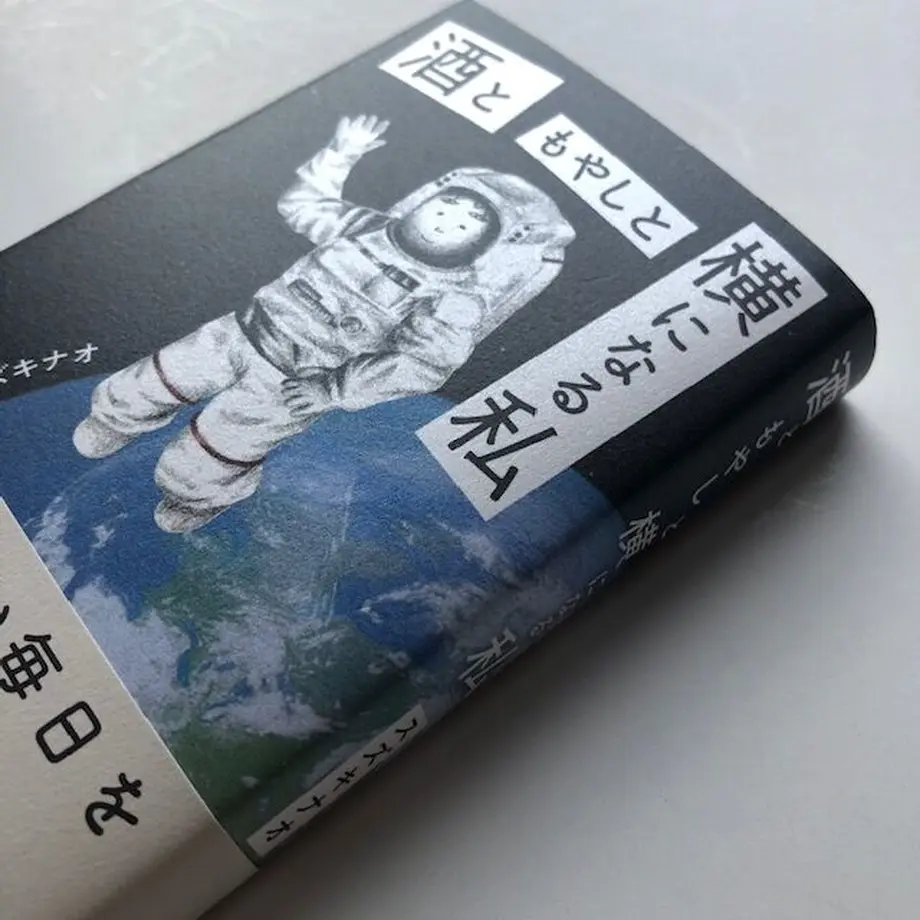 酒と
もやしと
横になる私
ズキナオ
毎日を
酒ともやしと横になる私
スズキナオ